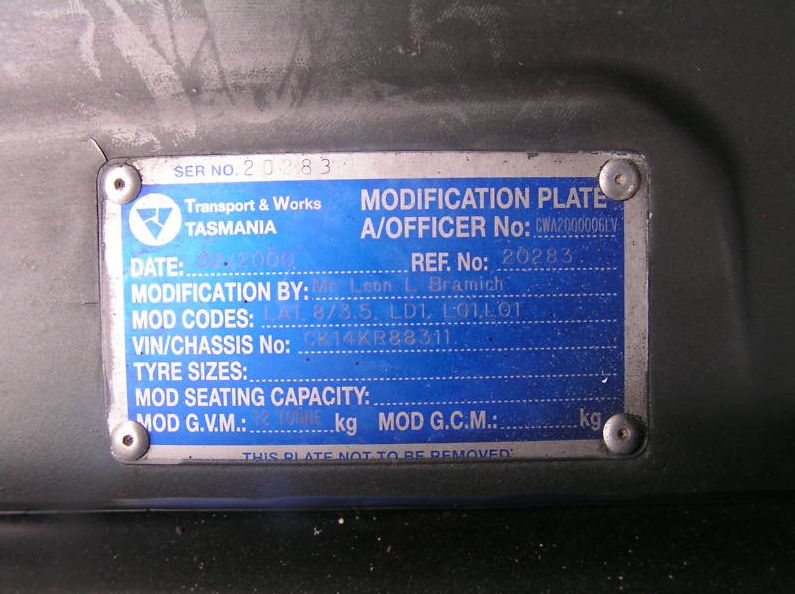 SER NO. 20283
Transport & Works
TASMANIA
MODIFICATION PLATE
A/OFFICER No: CWA2000006LV
DATE: 02/2000 REF. No: 20283
MODIFICATION BY: Mr Leon L Bramich
MOD CODES: LA1, 8/3.5, LD1, LG1, LO1
VIN/CHASSIS No: CK14KR88311
TYRE SIZES:
MOD SEATING CAPACITY:
MOD G.V.M: 12 TONNE kg MOD G.C.M: kg
THIS PLATE NOT TO BE REMOVED